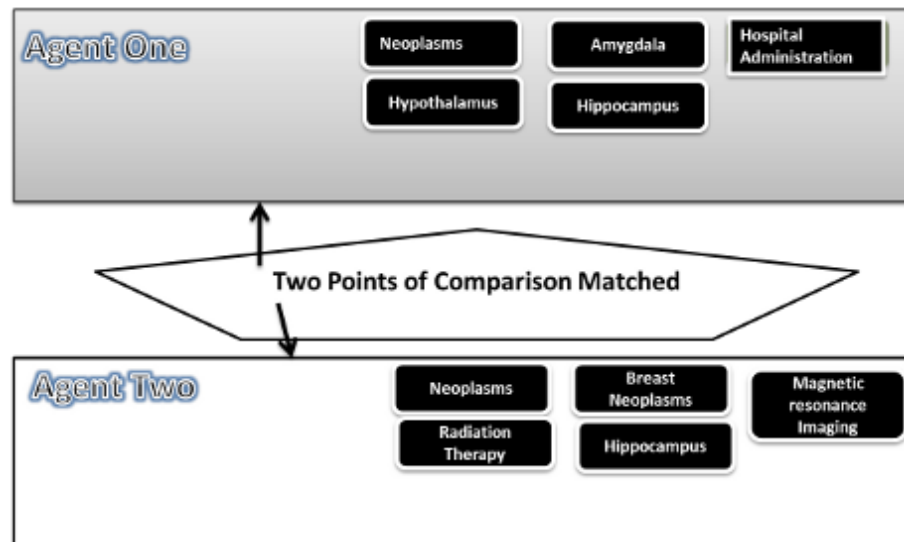 Agent One
Neoplasms
Amygdala
Hospital
Administration
Hypothalamus
Hippocampus
Two Points of Comparison Matched
Agent Two
Neoplasms
Breast
Neoplasms
Magnetic
resonance
Imaging
Radiation
Therapy
Hippocampus